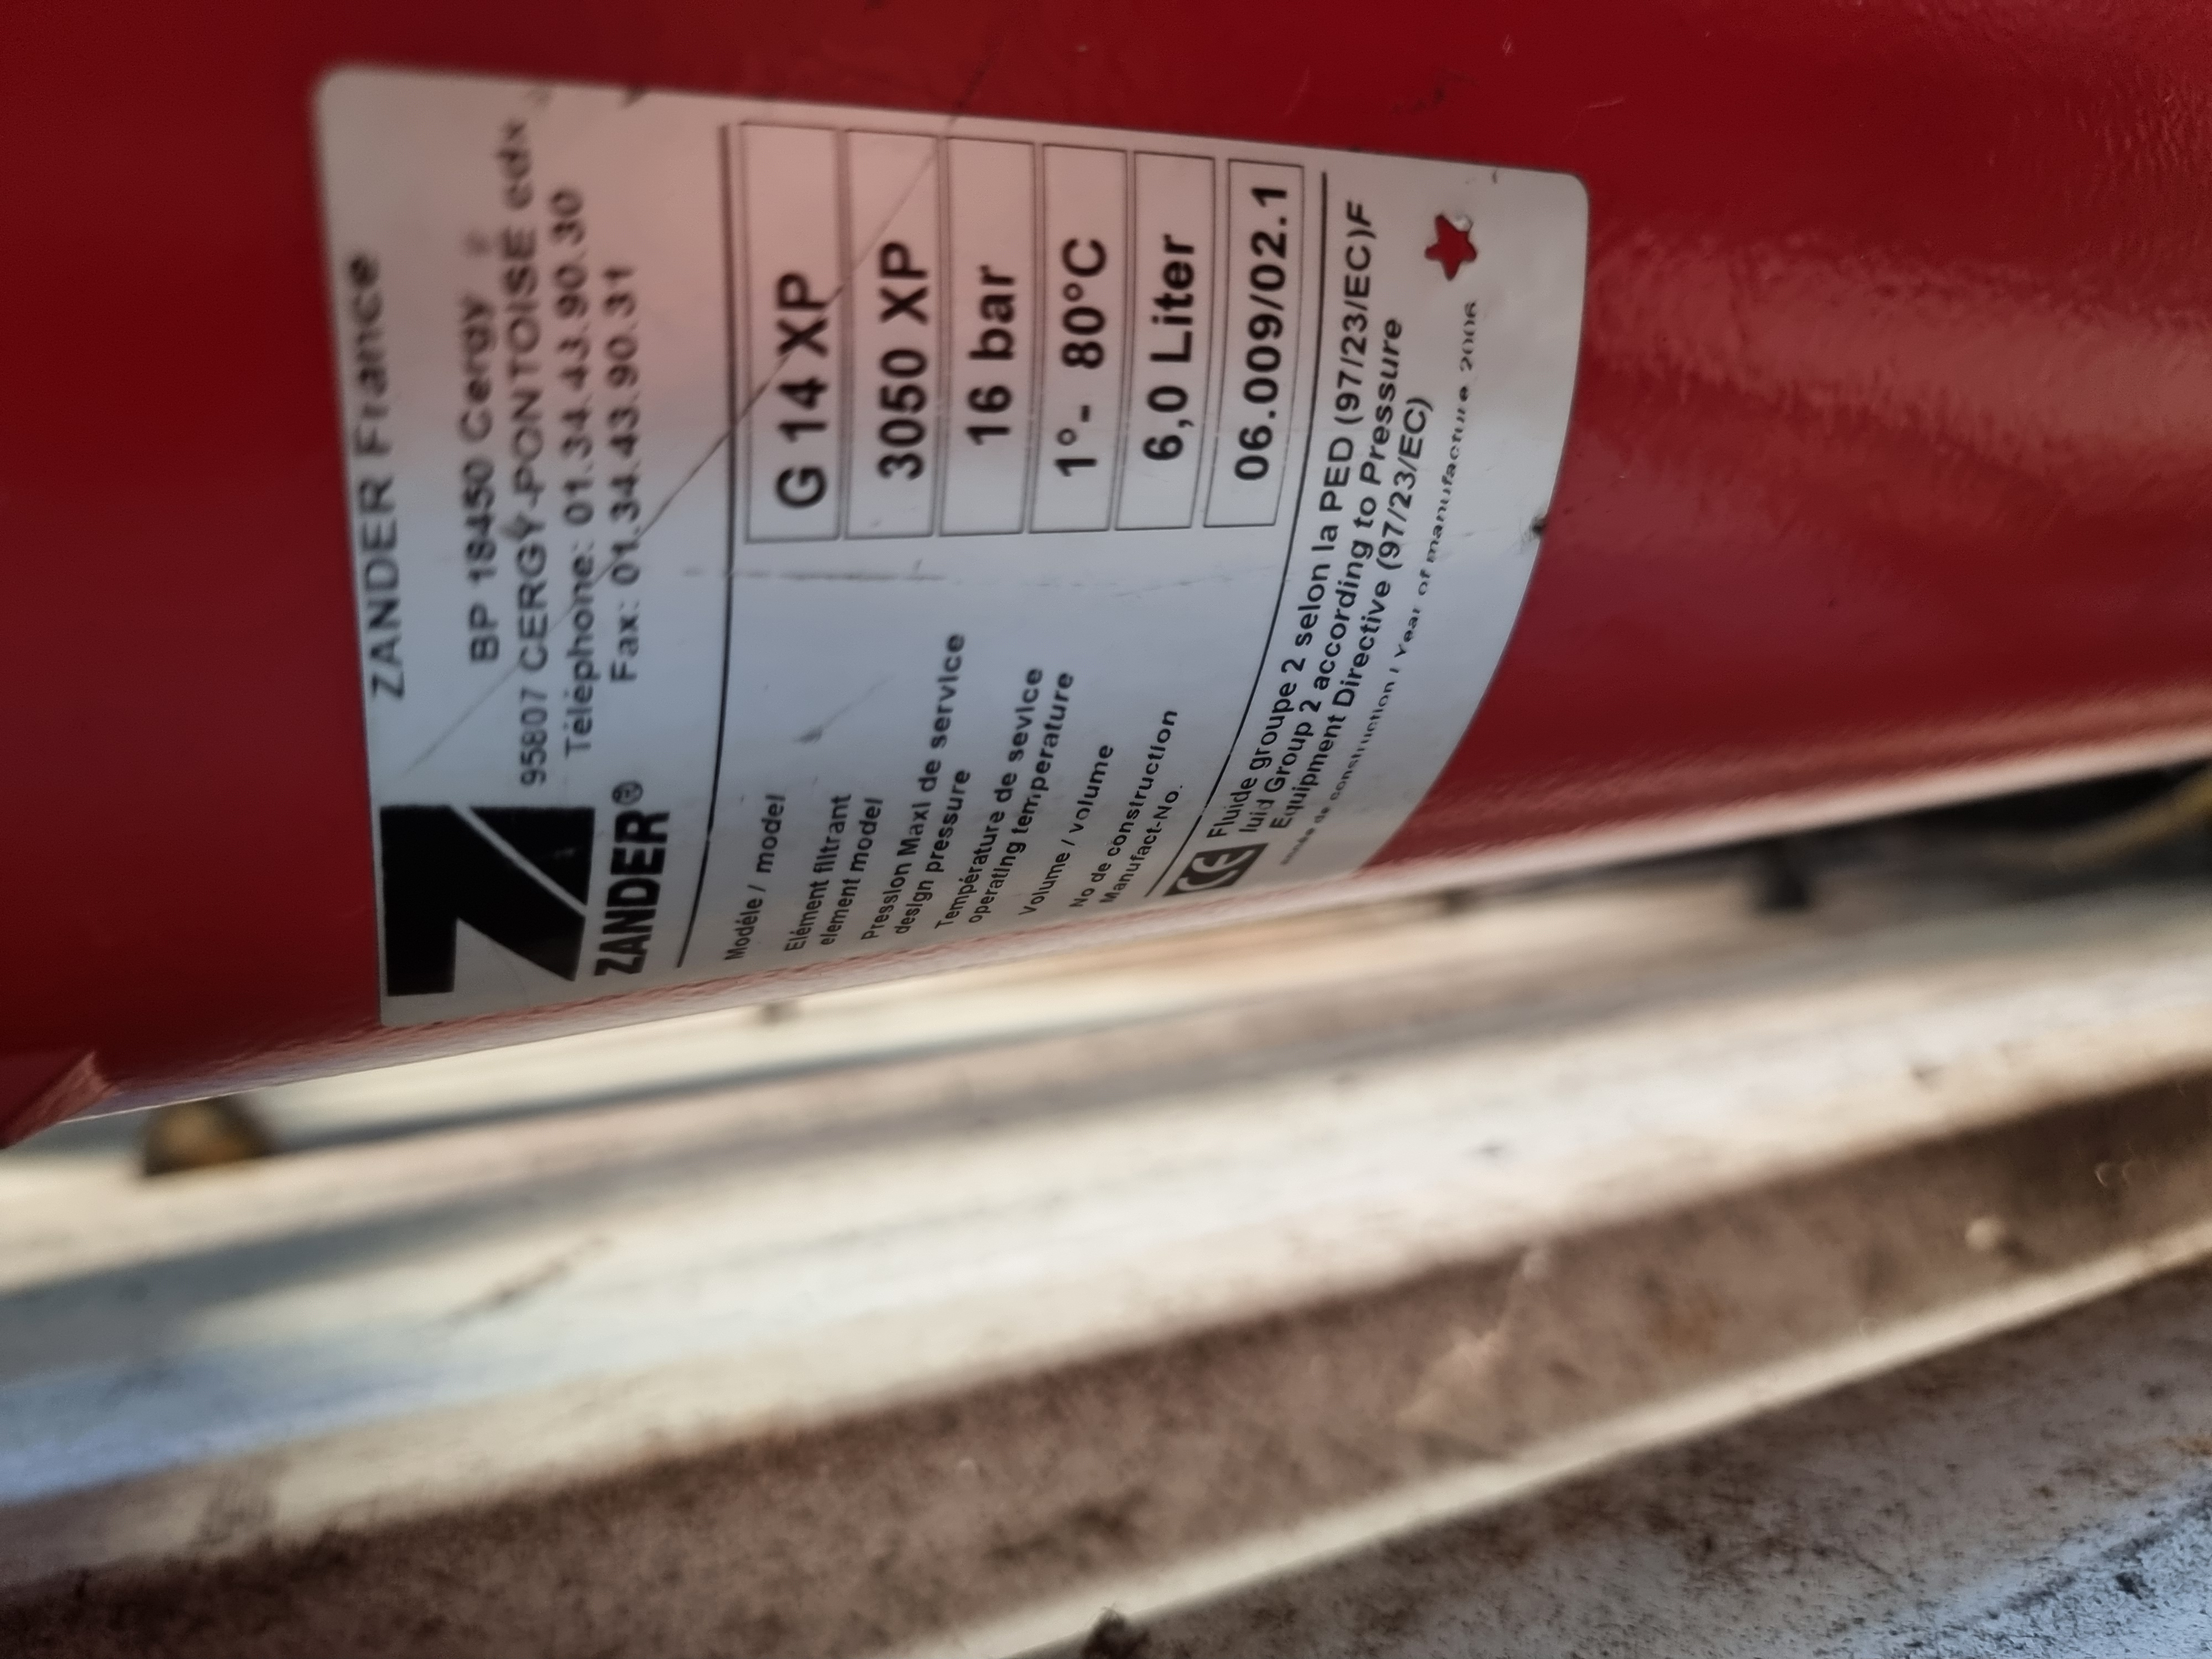 ZANDER France
BP 18450 Cergy
95807 CERGY-PONTOISE cdx
Téléphone: 01.34.43.90.30
Fax: 01.34.43.90.31
ZANDER®
Modéle / model
G 14 XP
Elément filtrant
element model
3050 XP
Pression Maxi de service
design pressure
16 bar
Température de sevice
operating temperature
1°- 80°C
Volume / volume
6,0 Liter
No de construction
Manufact-No.
06.009/02.1
CE Fluide groupe 2 selon la PED (97/23/EC)F
luid Group 2 according to Pressure
Equipment Directive (97/23/EC)
de construction / Year of manufacture 2006